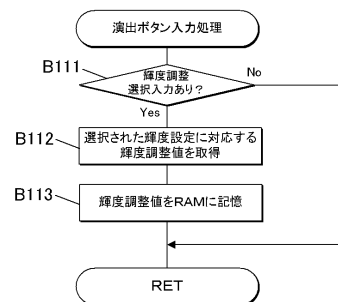 演出ボタン入力処理
B111
輝度調整
選択入力あり?
No
Yes
B112
選択された輝度設定に対応する
輝度調整値を取得
B113
輝度調整値をRAMに記憶
RET